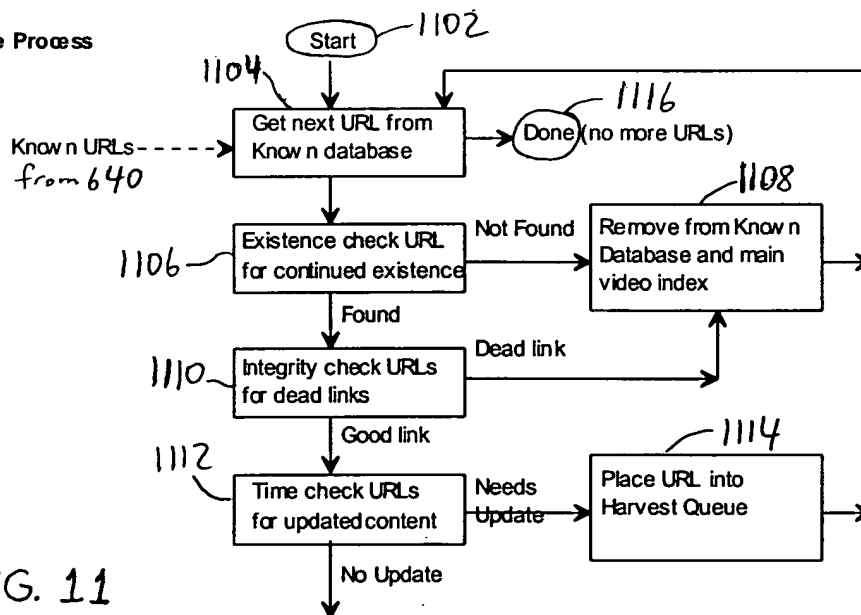 e Process
Start
1102
1104
Get next URL from
Known database
Done (no more URLs)
1116
Known URLs
from 640
1106
Existence check URL
for continued existence
Not Found
1108
Remove from Known
Database and main
video index
Found
1110
Integrity check URLs
for dead links
Dead link
Good link
1112
Time check URLs
for updated content
Needs
Update
1114
Place URL into
Harvest Queue
No Update
G. 11